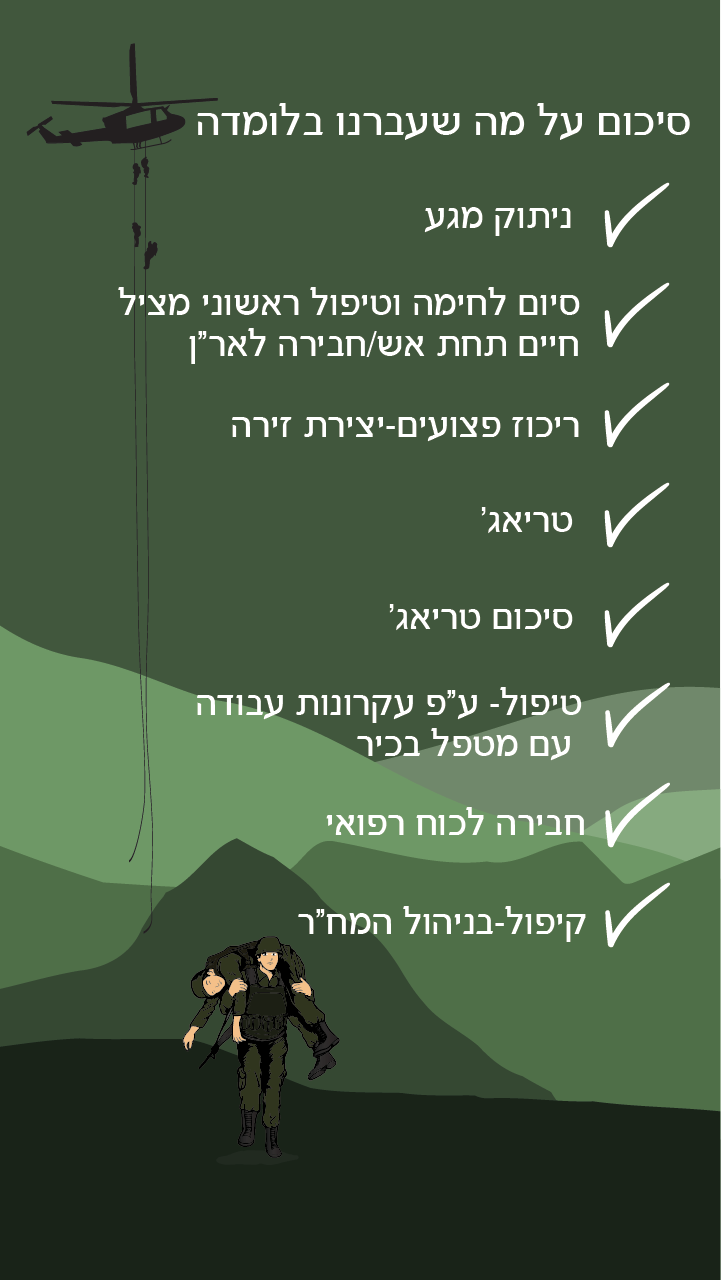 סיכום על מה שעברנו בלומדה
ניתוק מגע
סיום לחימה וטיפול ראשוני מציל
חיים תחת אש/חבירה לאר"ן
ריכוז פצועים-יצירת זירה
טריאג'
סיכום טריאג'
טיפול- ע"פ עקרונות עבודה
עם מטפל בכיר
חבירה לכוח רפואי
קיפול-בניהול המח"ר